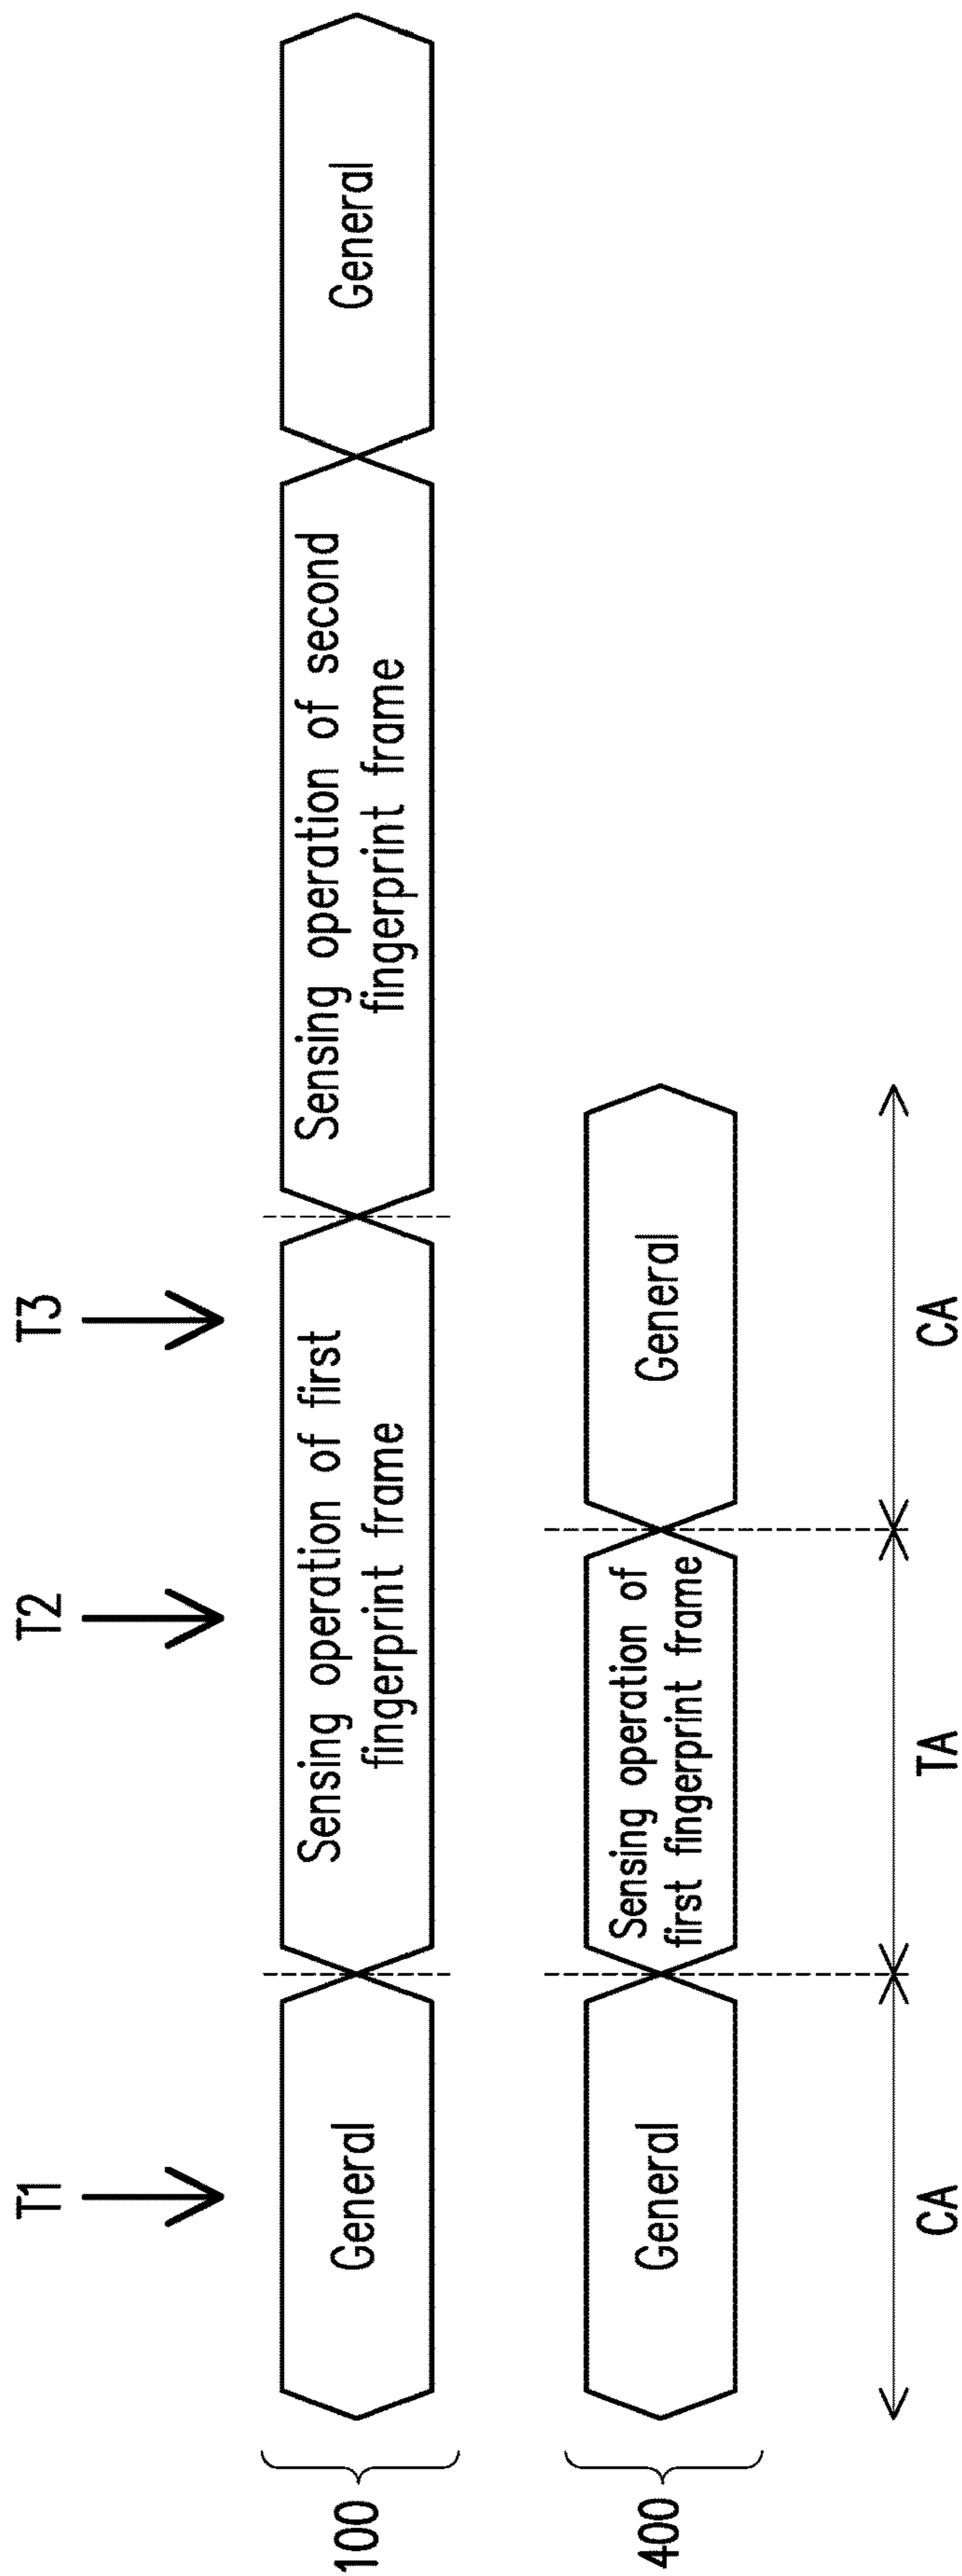 T1
T2
T3
100
General
Sensing operation of first
fingerprint frame
Sensing operation of second
fingerprint frame
General
400
General
Sensing operation of
first fingerprint frame
General
CA
TA
CA